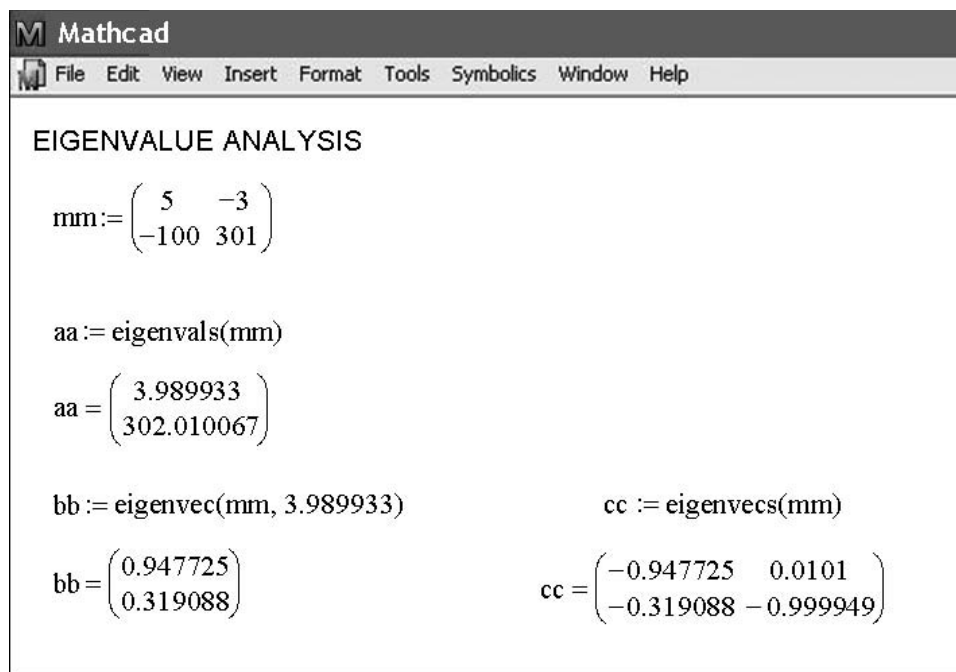 Mathcad
File Edit View Insert Format Tools Symbolics Window Help
EIGENVALUE ANALYSIS
mm := ( 5 −3
−100 301 )
aa := eigenvals(mm)
aa = ( 3.989933
302.010067 )
bb := eigenvec(mm, 3.989933) cc := eigenvecs(mm)
bb = ( 0.947725
0.319088 )
cc = ( −0.947725 0.0101
−0.319088 −0.999949 )